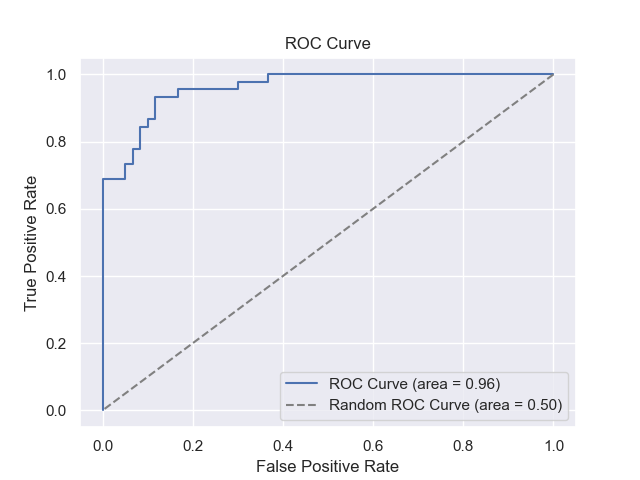 ROC Curve
1.0
0.8
0.6
0.4
0.2
0.0
True Positive Rate
ROC Curve (area = 0.96)
Random ROC Curve (area = 0.50)
0.0 0.2 0.4 0.6 0.8 1.0
False Positive Rate